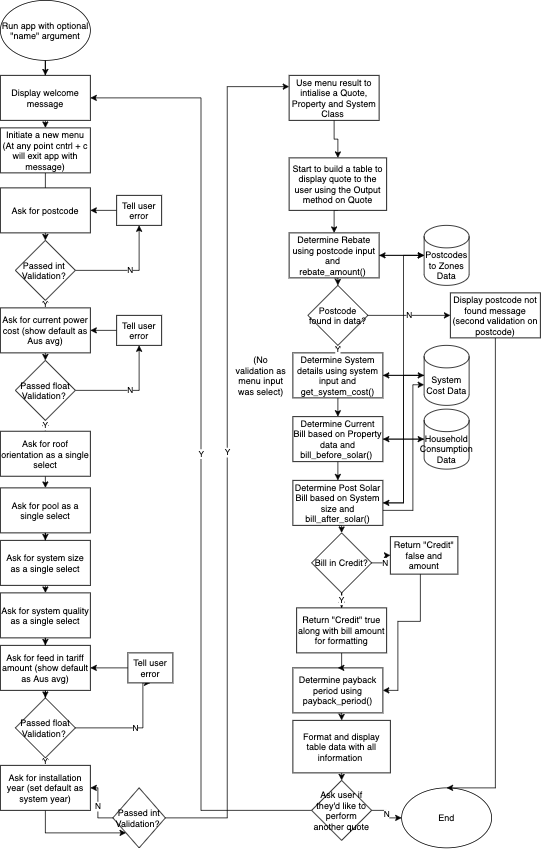 Run app with optional
"name" argument
Display welcome
message
Initiate a new menu
(At any point cntrl + c
will exit app with
message)
Ask for postcode
Tell user
error
Passed int
Validation?
N
Y
Ask for current power
cost (show default as
Aus avg)
Tell user
error
Passed float
Validation?
N
Y
Ask for roof
orientation as a single
select
Ask for pool as a
single select
Ask for system size
as a single select
Ask for system quality
as a single select
Ask for feed in tariff
amount (show default
as Aus avg)
Tell user
error
Passed float
Validation?
N
Y
Ask for installation
year (set default as
system year)
N
Passed int
Validation?
Y
Y
Use menu result to
intialise a Quote,
Property and System
Class
Start to build a table to
display quote to the
user using the Output
method on Quote
Determine Rebate
using postcode input
and
rebate_amount()
Postcodes
to Zones
Data
Postcode
found in data?
N
Display postcode not
found message
(second validation on
postcode)
Y
(No
validation as
menu input
was select)
Determine System
details using system
input and
get_system_cost()
System
Cost Data
Determine Current
Bill based on Property
data and
bill_before_solar()
Household
Consumption
Data
Determine Post Solar
Bill based on System
size and
bill_after_solar()
Bill in Credit?
N
Return "Credit"
false and
amount
Y
Return "Credit" true
along with bill amount
for formatting
Determine payback
period using
payback_period()
Format and display
table data with all
information
Ask user if
they'd like to
perform
another quote
N
End